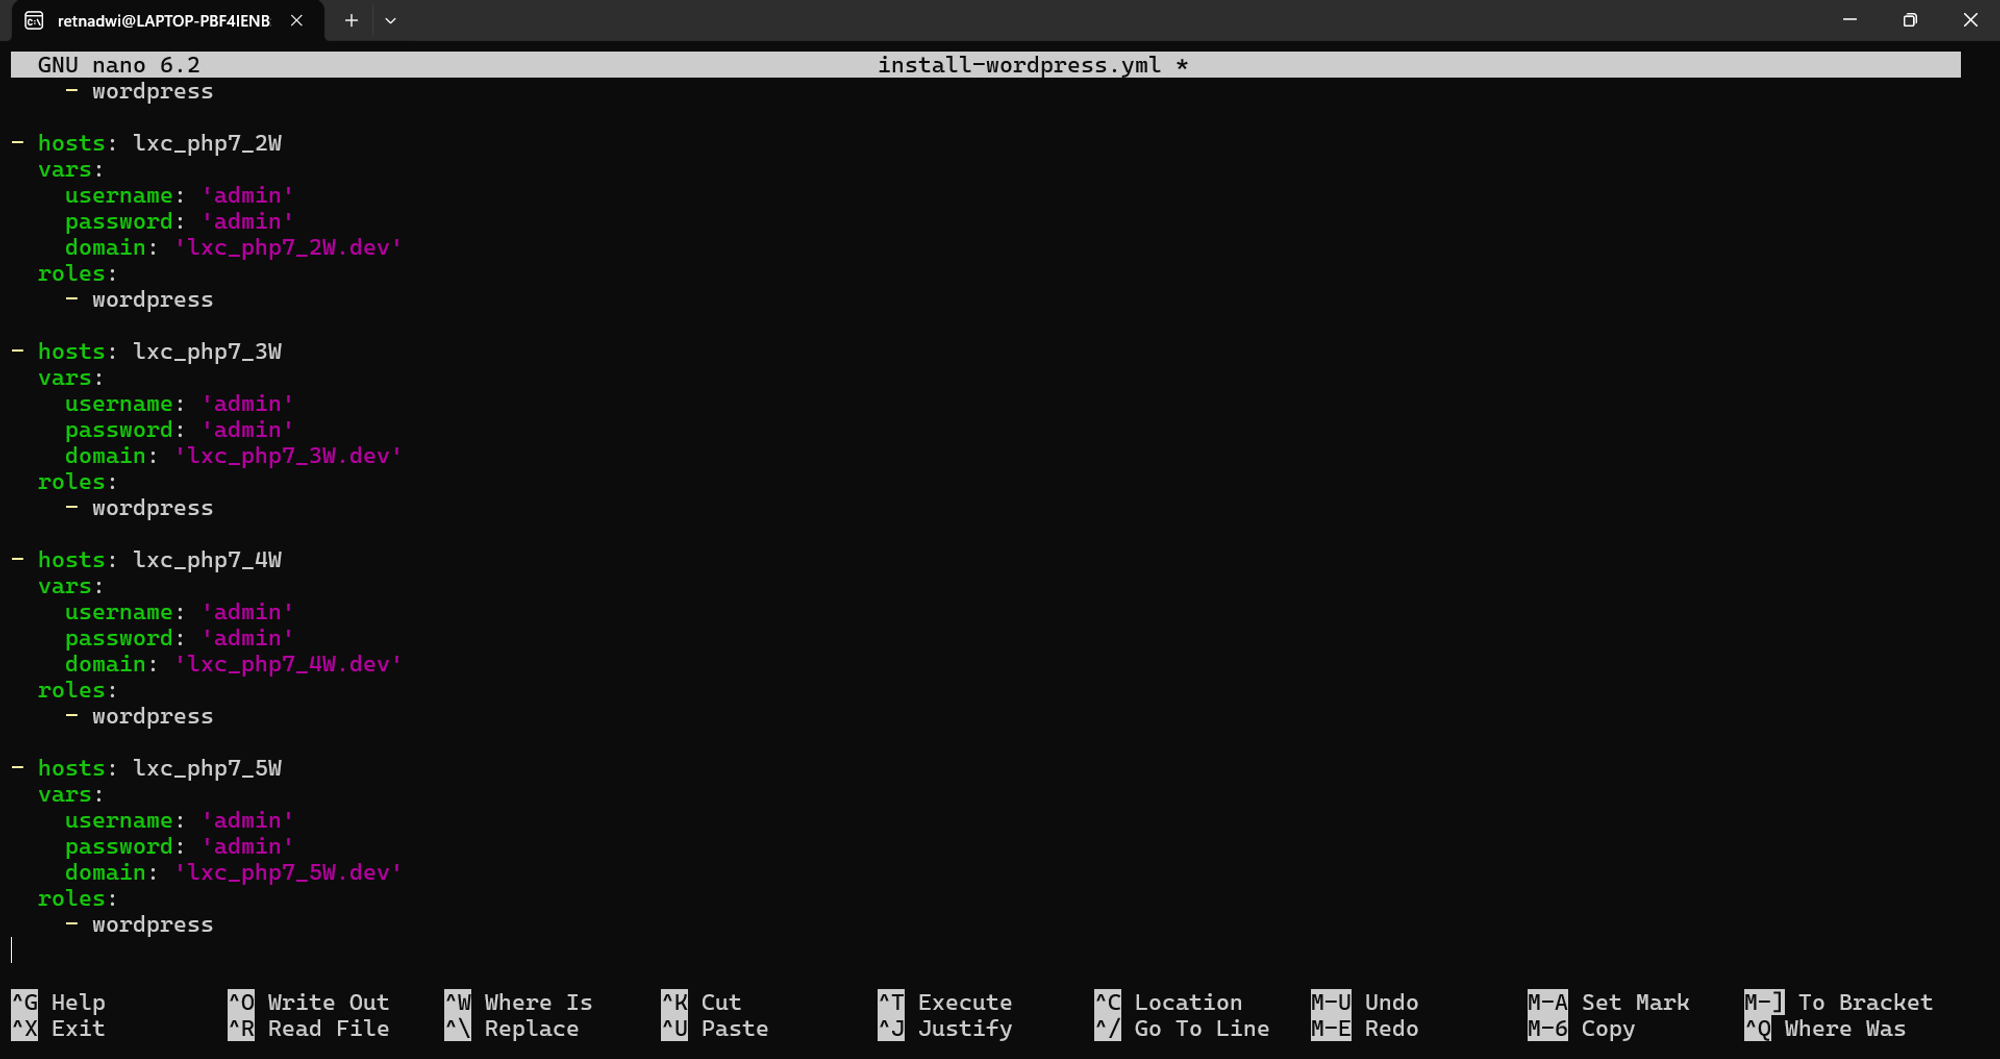 retnadwi@LAPTOP-PBF4IENB
GNU nano 6.2 install-wordpress.yml *
- wordpress
- hosts: lxc_php7_2W
vars:
username: 'admin'
password: 'admin'
domain: 'lxc_php7_2W.dev'
roles:
- wordpress
- hosts: lxc_php7_3W
vars:
username: 'admin'
password: 'admin'
domain: 'lxc_php7_3W.dev'
roles:
- wordpress
- hosts: lxc_php7_4W
vars:
username: 'admin'
password: 'admin'
domain: 'lxc_php7_4W.dev'
roles:
- wordpress
- hosts: lxc_php7_5W
vars:
username: 'admin'
password: 'admin'
domain: 'lxc_php7_5W.dev'
roles:
- wordpress
^G Help ^O Write Out ^W Where Is ^K Cut ^T Execute ^C Location M-U Undo M-A Set Mark M-] To Bracket
^X Exit ^R Read File ^\ Replace ^U Paste ^J Justify ^/ Go To Line M-E Redo M-6 Copy ^Q Where Was